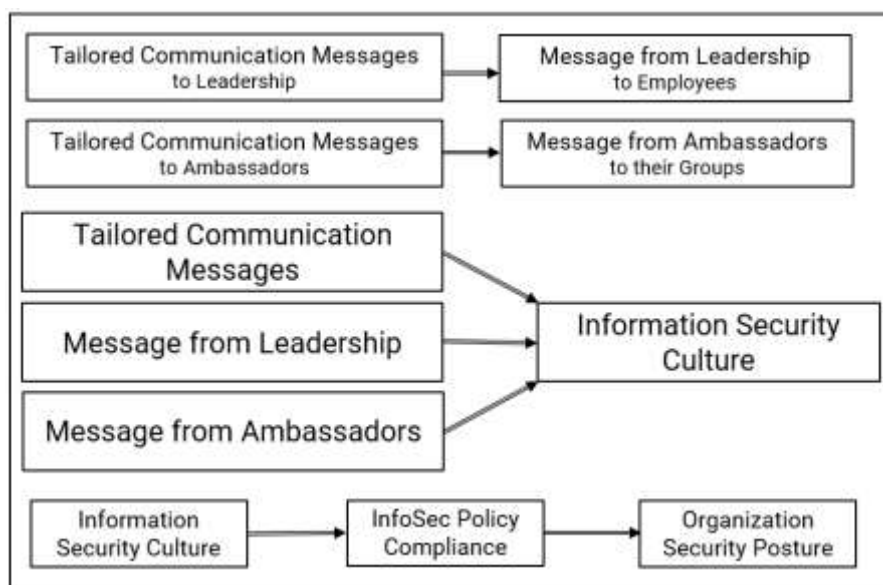 Tailored Communication Messages
to Leadership
Message from Leadership
to Employees
Tailored Communication Messages
to Ambassadors
Message from Ambassadors
to their Groups
Tailored Communication
Messages
Message from Leadership
Message from Ambassadors
Information Security
Culture
Information
Security Culture
InfoSec Policy
Compliance
Organization
Security Posture